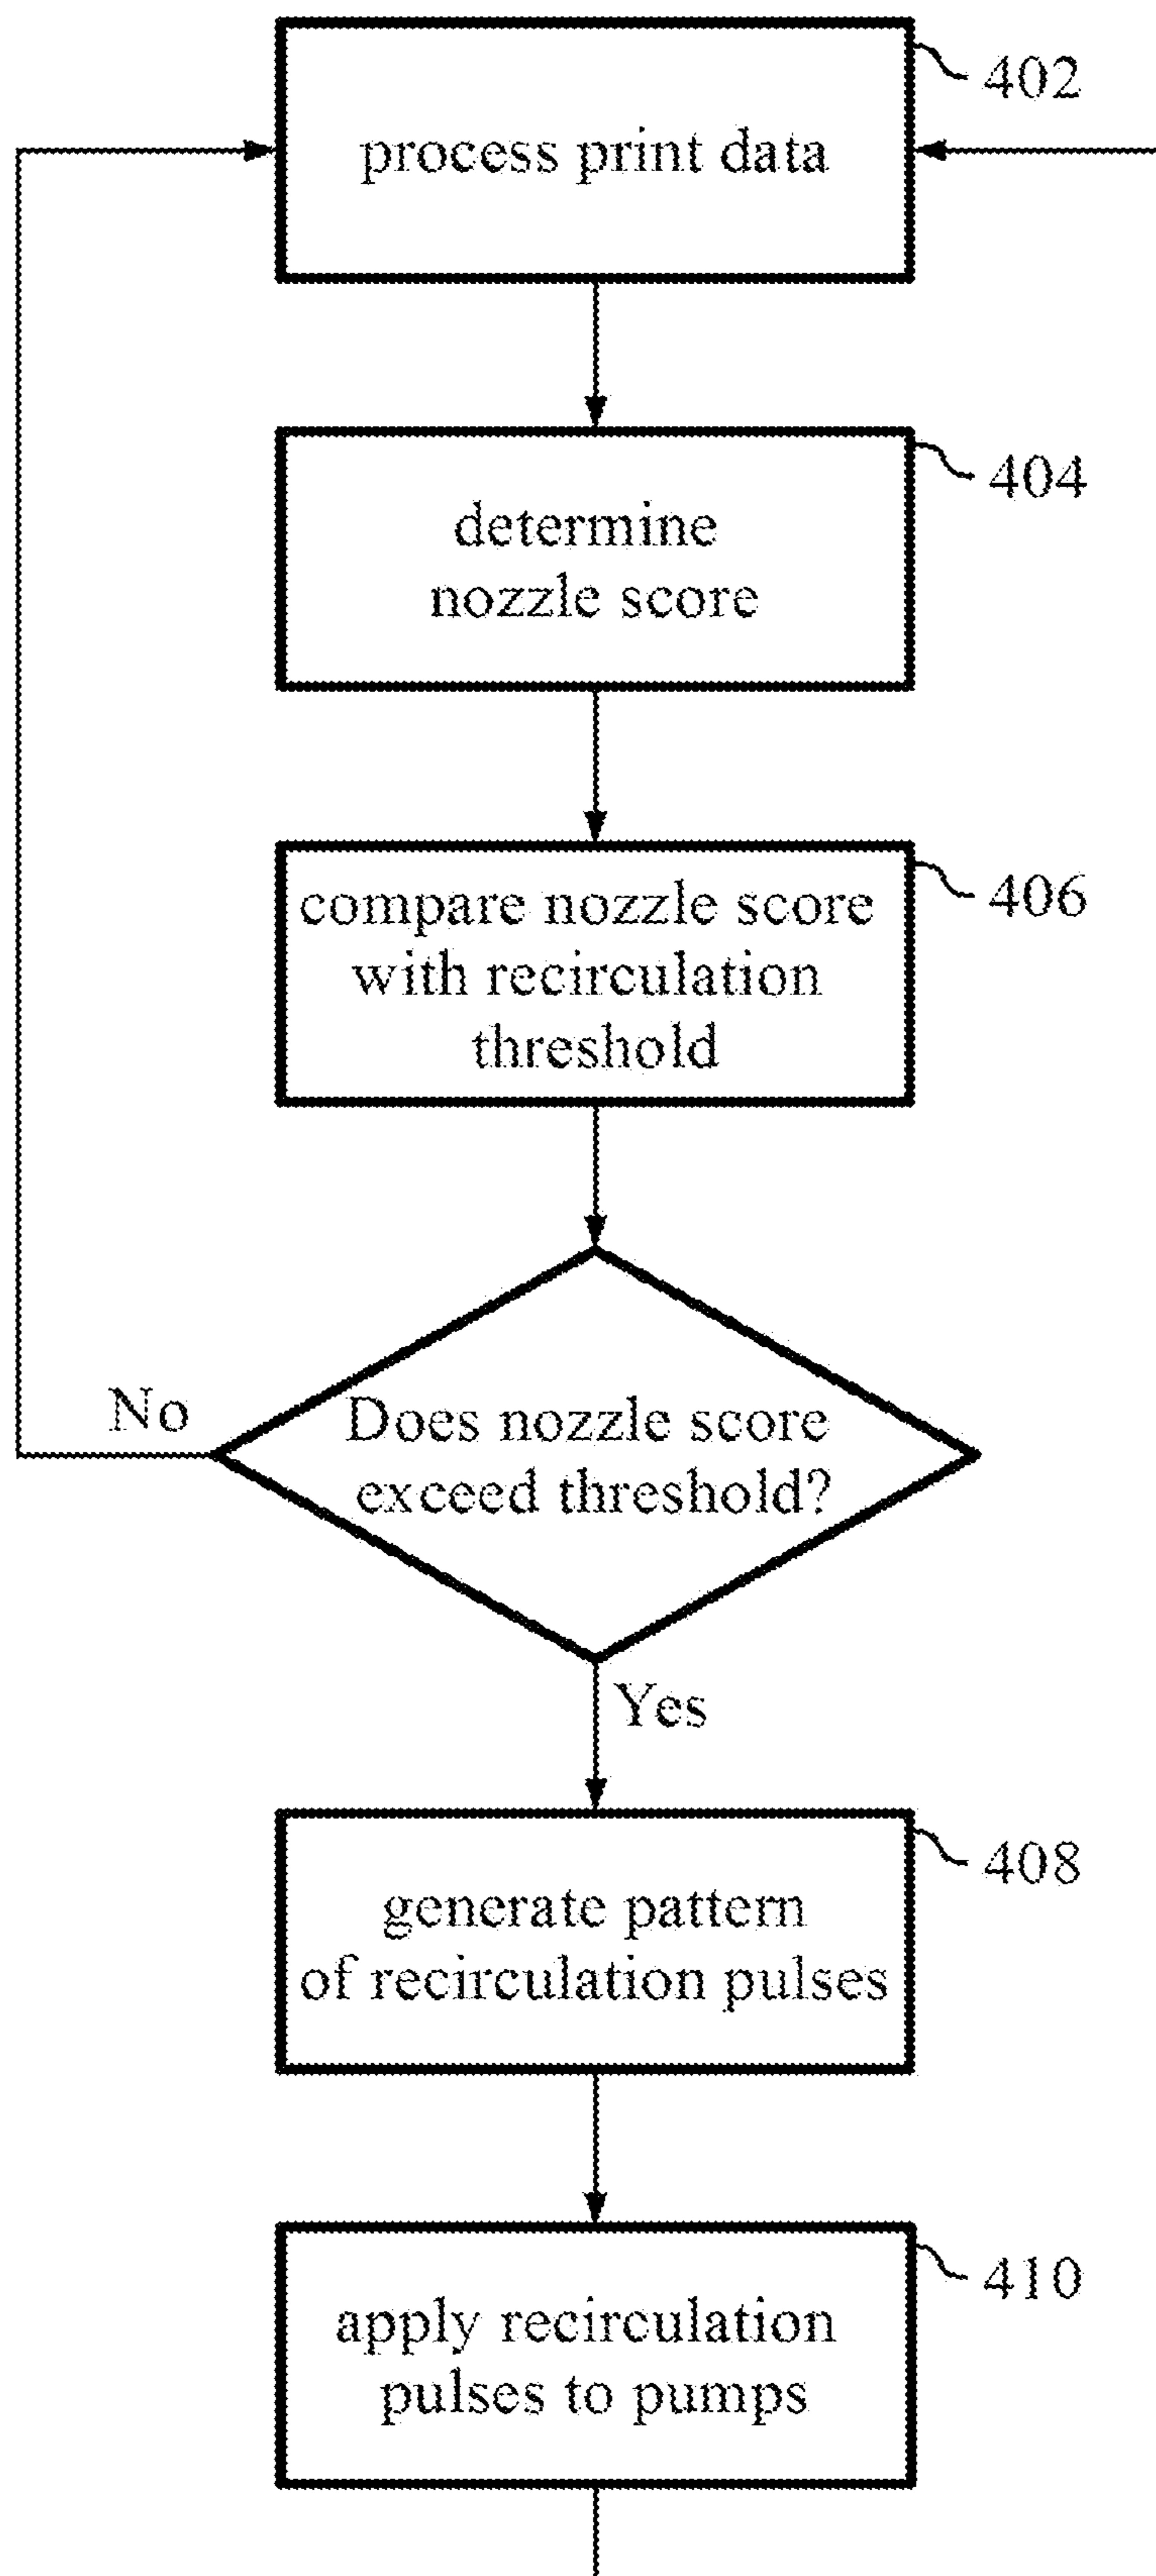 402
process print data
404
determine
nozzle score
406
compare nozzle score
with recirculation
threshold
No
Does nozzle score
exceed threshold?
Yes
408
generate pattern
of recirculation pulses
410
apply recirculation
pulses to pumps